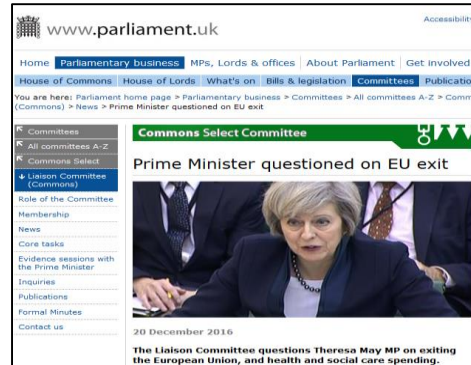 www.parliament.uk
Accessibility
Home Parliamentary business MPs, Lords & offices About Parliament Get involved
House of Commons House of Lords What's on Bills & legislation Committees Publicatio
You are here: Parliament home page > Parliamentary business > Committees > All committees A-Z > Comm
(Commons) > News > Prime Minister questioned on EU exit
Committees
All committees A-Z
Commons Select
Liaison Committee
(Commons)
Role of the Committee
Membership
News
Core tasks
Evidence sessions with
the Prime Minister
Inquiries
Publications
Formal Minutes
Contact us
Commons Select Committee
Prime Minister questioned on EU exit
20 December 2016
The Liaison Committee questions Theresa May MP on exiting
the European Union, and health and social care spending.